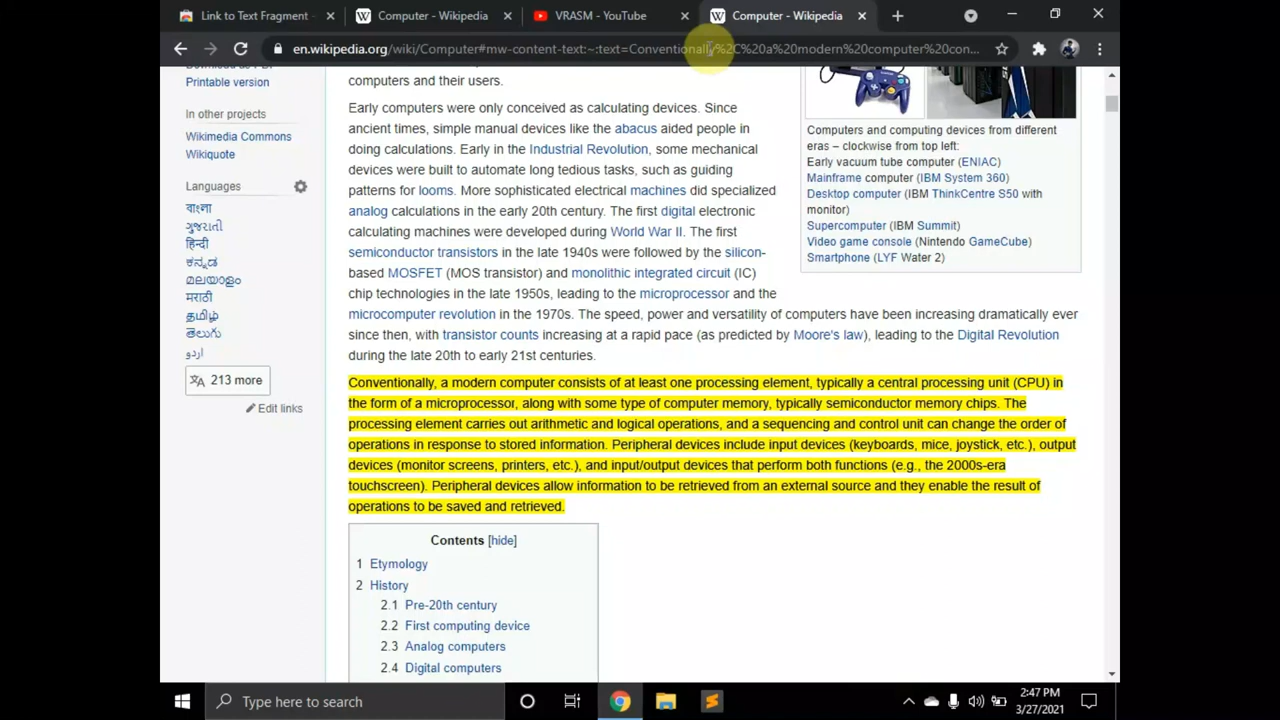 Link to Text Fragment -
Computer - Wikipedia
VRASM - YouTube
Computer - Wikipedia
en.wikipedia.org/wiki/Computer#mw-content-text:~:text=Conventionally%2C%20a%20modern%20computer%20con...
Printable version
In other projects
Wikimedia Commons
Wikiquote
Languages
বাংলা
ગુજરાતી
हिन्दी
ಕನ್ನಡ
മലയാളം
मराठी
தமிழ்
తెలుగు
اردو
213 more
Edit links
computers and their users.
Early computers were only conceived as calculating devices. Since
ancient times, simple manual devices like the abacus aided people in
doing calculations. Early in the Industrial Revolution, some mechanical
devices were built to automate long tedious tasks, such as guiding
patterns for looms. More sophisticated electrical machines did specialized
analog calculations in the early 20th century. The first digital electronic
calculating machines were developed during World War II. The first
semiconductor transistors in the late 1940s were followed by the silicon-
based MOSFET (MOS transistor) and monolithic integrated circuit (IC)
chip technologies in the late 1950s, leading to the microprocessor and the
microcomputer revolution in the 1970s. The speed, power and versatility of computers have been increasing dramatically ever
since then, with transistor counts increasing at a rapid pace (as predicted by Moore's law), leading to the Digital Revolution
during the late 20th to early 21st centuries.
Conventionally, a modern computer consists of at least one processing element, typically a central processing unit (CPU) in
the form of a microprocessor, along with some type of computer memory, typically semiconductor memory chips. The
processing element carries out arithmetic and logical operations, and a sequencing and control unit can change the order of
operations in response to stored information. Peripheral devices include input devices (keyboards, mice, joystick, etc.), output
devices (monitor screens, printers, etc.), and input/output devices that perform both functions (e.g., the 2000s-era
touchscreen). Peripheral devices allow information to be retrieved from an external source and they enable the result of
operations to be saved and retrieved.
Computers and computing devices from different
eras – clockwise from top left:
Early vacuum tube computer (ENIAC)
Mainframe computer (IBM System 360)
Desktop computer (IBM ThinkCentre S50 with
monitor)
Supercomputer (IBM Summit)
Video game console (Nintendo GameCube)
Smartphone (LYF Water 2)
Contents [hide]
1 Etymology
2 History
2.1 Pre-20th century
2.2 First computing device
2.3 Analog computers
2.4 Digital computers
Type here to search
2:47 PM
3/27/2021